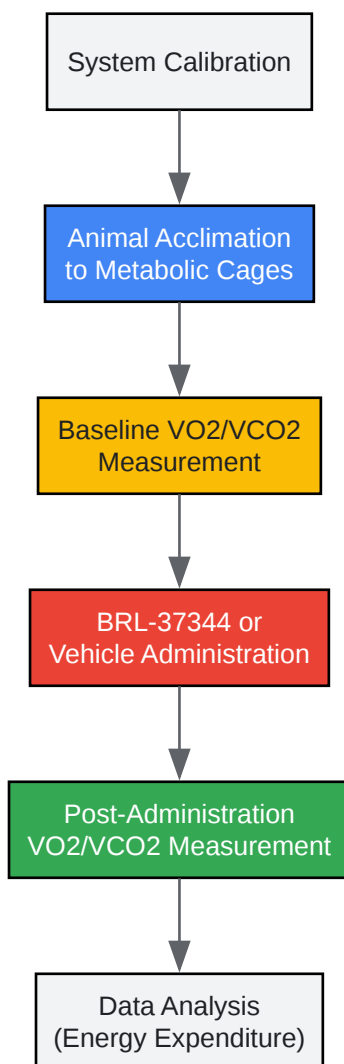 System Calibration
Animal Acclimation
to Metabolic Cages
Baseline VO2/VCO2
Measurement
BRL-37344 or
Vehicle Administration
Post-Administration
VO2/VCO2 Measurement
Data Analysis
(Energy Expenditure)